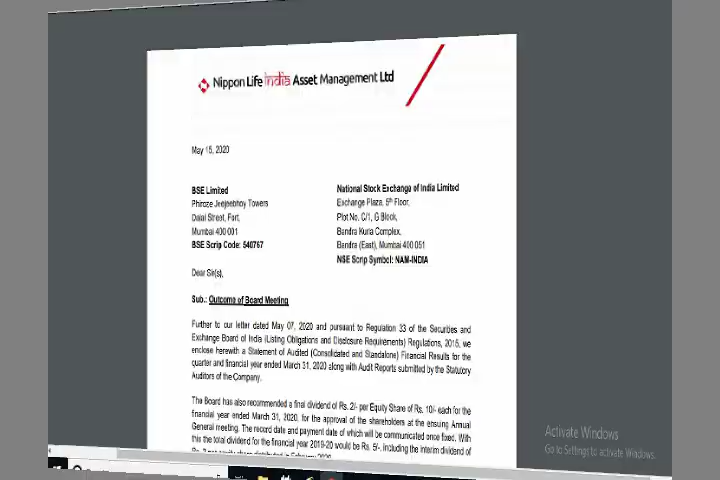 Nippon Life india Asset Management Ltd
May 15, 2020
BSE Limited
Phiroze Jeejeebhoy Towers
Dalal Street, Fort,
Mumbai 400 001
BSE Scrip Code: 540767
National Stock Exchange of India Limited
Exchange Plaza, 5th Floor,
Plot No. C/1, G Block,
Bandra Kurla Complex,
Bandra (East), Mumbai 400 051
NSE Scrip Symbol: NAM-INDIA
Dear Sir(s),
Sub.: Outcome of Board Meeting
Further to our letter dated May 07, 2020 and pursuant to Regulation 33 of the Securities and
Exchange Board of India (Listing Obligations and Disclosure Requirements) Regulations, 2015, we
enclose herewith a Statement of Audited (Consolidated and Standalone) Financial Results for the
quarter and financial year ended March 31, 2020 along with Audit Reports submitted by the Statutory
Auditors of the Company.
The Board has also recommended a final dividend of Rs. 2/- per Equity Share of Rs. 10/- each for the
financial year ended March 31, 2020, for the approval of the shareholders at the ensuing Annual
General meeting. The record date and payment date of which will be communicated once fixed. With
this the total dividend for the financial year 2019-20 would be Rs. 5/-, including the Interim dividend of
Activate Windows
Go to Settings to activate Windows.